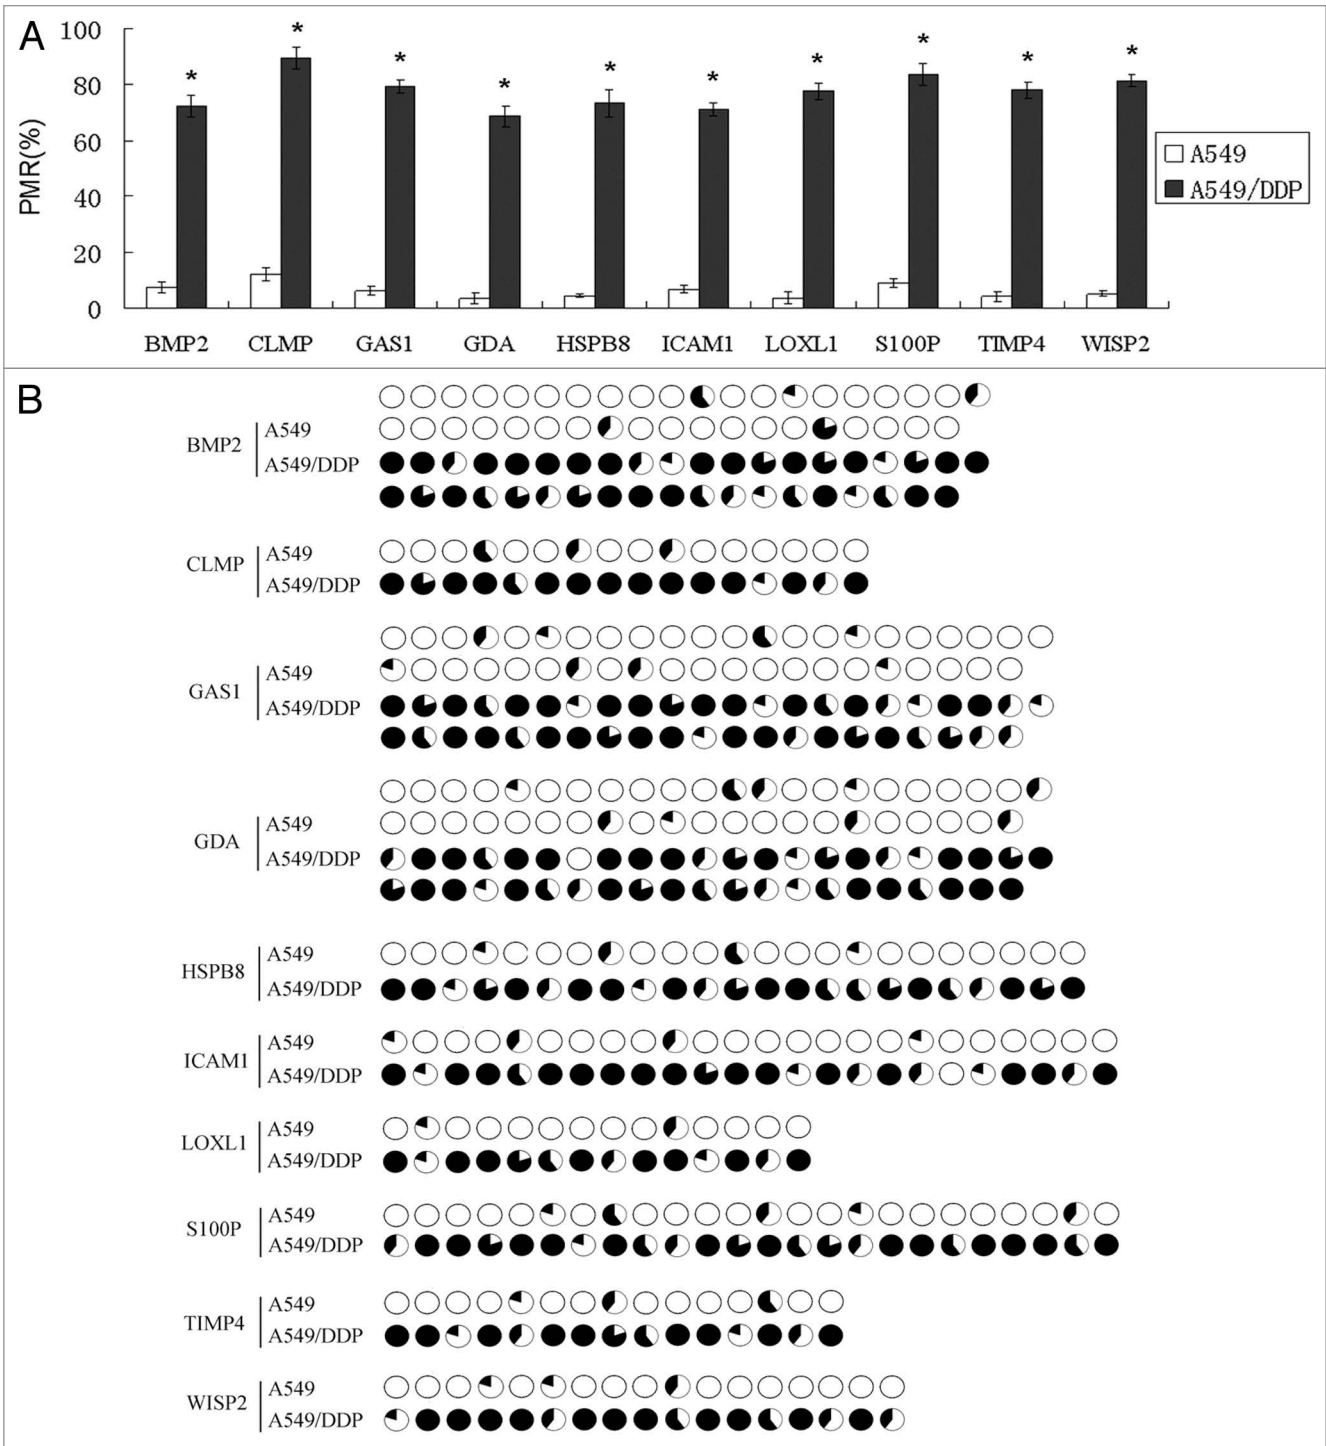 A
100
80
60
40
20
0
PMR(%)
* * * * * * * * * *
A549
A549/DDP
BMP2 CLMP GAS1 GDA HSPB8 ICAM1 LOXL1 S100P TIMP4 WISP2
B
BMP2
A549
A549/DDP
CLMP
A549
A549/DDP
GAS1
A549
A549/DDP
GDA
A549
A549/DDP
HSPB8
A549
A549/DDP
ICAM1
A549
A549/DDP
LOXL1
A549
A549/DDP
S100P
A549
A549/DDP
TIMP4
A549
A549/DDP
WISP2
A549
A549/DDP